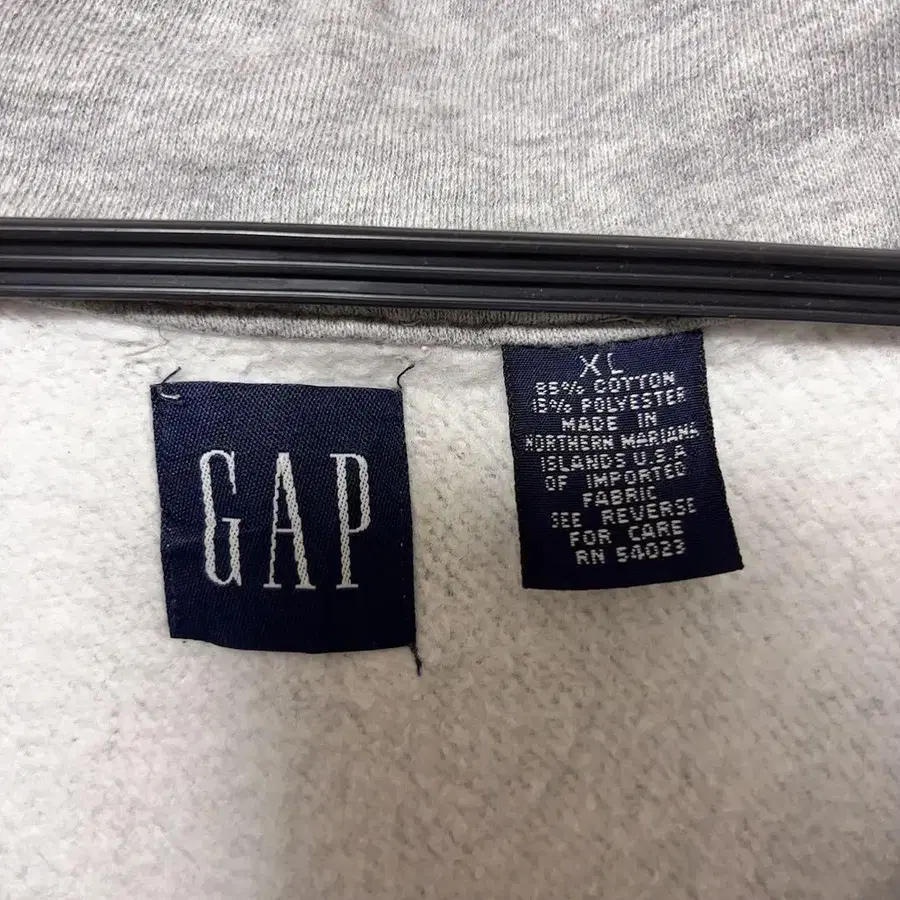 GAP
XL
85% COTTON
15% POLYESTER
MADE IN
NORTHERN MARIANA
ISLANDS U.S.A
OF IMPORTED
FABRIC
SEE REVERSE
FOR CARE
RN 54023